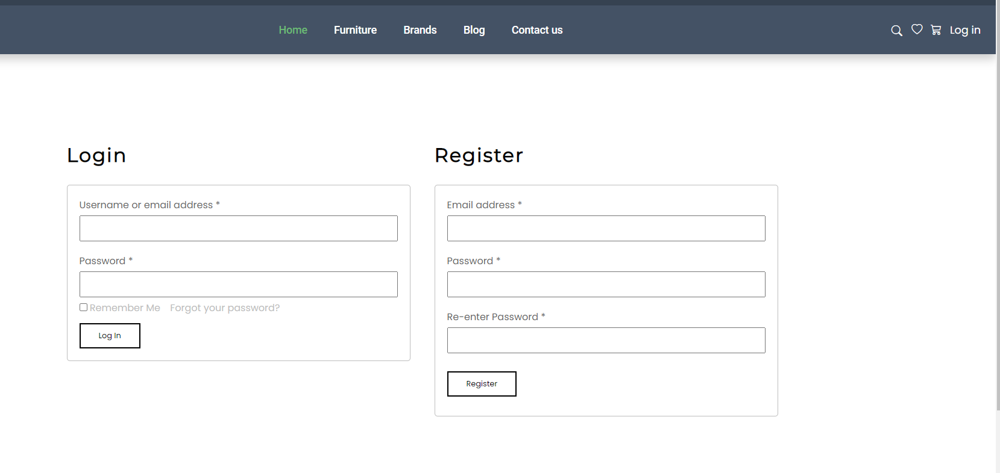 Home Furniture Brands Blog Contact us Log in
Login
Username or email address *
Password *
Remember Me Forgot your password?
Log In
Register
Email address *
Password *
Re-enter Password *
Register